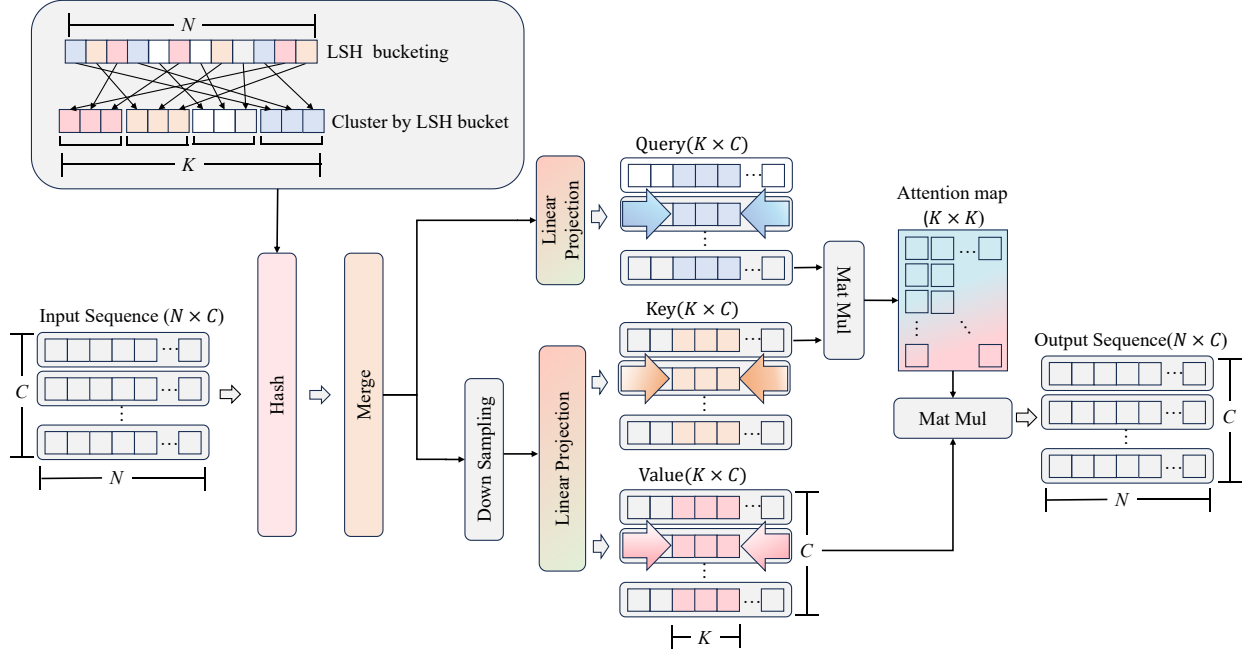 N
LSH bucketing
Cluster by LSH bucket
K
Input Sequence (N × C)
C
...
N
Hash
Merge
Down Sampling
Linear
Projection
Linear Projection
Query(K × C)
...
Key(K × C)
...
Value(K × C)
...
C
K
Mat Mul
Attention map
(K × K)
...
Mat Mul
Output Sequence(N × C)
...
C
N